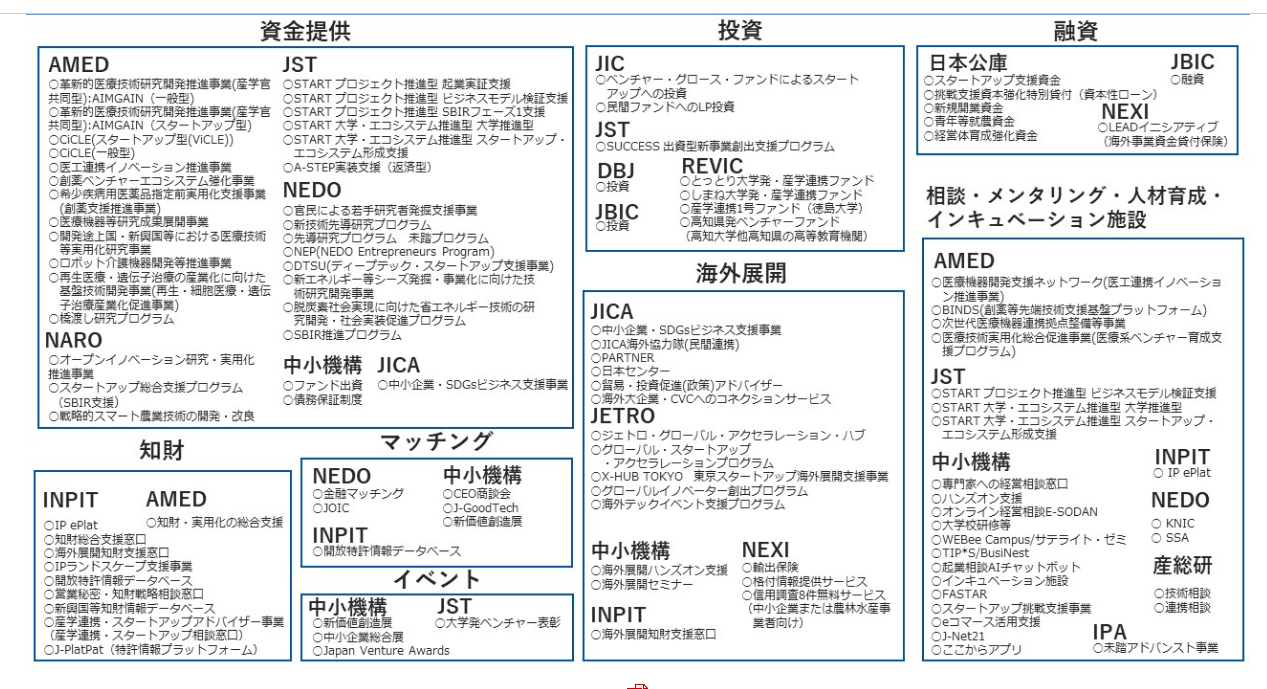 資金提供
AMED
○革新的医療技術研究開発推進事業(産学官
共同型):AIMGAIN（一般型）
○革新的医療技術研究開発推進事業(産学官
共同型):AIMGAIN（スタートアップ型）
○CiCLE(スタートアップ型(ViCLE))
○CiCLE(一般型)
○医工連携イノベーション推進事業
○創薬ベンチャーエコシステム強化事業
○希少疾病用医薬品指定前実用化支援事業
(創薬支援推進事業)
○医療機器等研究成果展開事業
○開発途上国・新興国等における医療技術
等実用化研究事業
○ロボット介護機器開発等推進事業
○再生医療・遺伝子治療の産業化に向けた
基盤技術開発事業(再生・細胞医療・遺伝
子治療産業化促進事業)
○橋渡し研究プログラム
NARO
○オープンイノベーション研究・実用化
推進事業
○スタートアップ総合支援プログラム
（SBIR支援）
○戦略的スマート農業技術の開発・改良
JST
○START プロジェクト推進型 起業実証支援
○START プロジェクト推進型 ビジネスモデル検証支援
○START プロジェクト推進型 SBIRフェーズ1支援
○START 大学・エコシステム推進型 大学推進型
○START 大学・エコシステム推進型 スタートアップ・
エコシステム形成支援
○A-STEP実装支援（返済型）
NEDO
○官民による若手研究者発掘支援事業
○新技術先導研究プログラム
○先導研究プログラム　未踏プログラム
○NEP(NEDO Entrepreneurs Program)
○DTSU(ディープテック・スタートアップ支援事業)
○新エネルギー等シーズ発掘・事業化に向けた技
術研究開発事業
○脱炭素社会実現に向けた省エネルギー技術の研
究開発・社会実装促進プログラム
○SBIR推進プログラム
中小機構
○ファンド出資
○債務保証制度
JICA
○中小企業・SDGsビジネス支援事業
投資
JIC
○ベンチャー・グロース・ファンドによるスタート
アップへの投資
○民間ファンドへのLP投資
JST
○SUCCESS 出資型新事業創出支援プログラム
DBJ
○投資
JBIC
○投資
REVIC
○とっとり大学発・産学連携ファンド
○しまね大学発・産学連携ファンド
○産学連携1号ファンド（徳島大学）
○高知県発ベンチャーファンド
（高知大学他高知県の高等教育機関）
融資
日本公庫
○スタートアップ支援資金
○挑戦支援資本強化特別貸付（資本性ローン）
○新規開業資金
○青年等就農資金
○経営体育成強化資金
JBIC
○融資
NEXI
○LEADイニシアティブ
（海外事業資金貸付保険）
知財
INPIT
○IP ePlat
○知財総合支援窓口
○海外展開知財支援窓口
○IPランドスケープ支援事業
○開放特許情報データベース
○営業秘密・知財戦略相談窓口
○新興国等知財情報データベース
○産学連携・スタートアップアドバイザー事業
（産学連携・スタートアップ相談窓口）
○J-PlatPat（特許情報プラットフォーム）
AMED
○知財・実用化の総合支援
マッチング
NEDO
○金融マッチング
○JOIC
INPIT
○開放特許情報データベース
中小機構
○CEO商談会
○J-GoodTech
○新価値創造展
イベント
中小機構
○新価値創造展
○中小企業総合展
○Japan Venture Awards
JST
○大学発ベンチャー表彰
海外展開
JICA
○中小企業・SDGsビジネス支援事業
○JICA海外協力隊(民間連携)
○PARTNER
○日本センター
○貿易・投資促進(政策)アドバイザー
○海外大企業・CVCへのコネクションサービス
JETRO
○ジェトロ・グローバル・アクセラレーション・ハブ
○グローバル・スタートアップ
・アクセラレーションプログラム
○X-HUB TOKYO　東京スタートアップ海外展開支援事業
○グローバルイノベーター創出プログラム
○海外テックイベント支援プログラム
中小機構
○海外展開ハンズオン支援
○海外展開セミナー
INPIT
○海外展開知財支援窓口
NEXI
○輸出保険
○格付情報提供サービス
○信用調査8件無料サービス
（中小企業または農林水産事
業者向け）
相談・メンタリング・人材育成・
インキュベーション施設
AMED
○医療機器開発支援ネットワーク(医工連携イノベーショ
ン推進事業)
○BINDS(創薬等先端技術支援基盤プラットフォーム)
○次世代医療機器連携拠点整備等事業
○医療技術実用化総合促進事業(医療系ベンチャー育成支
援プログラム)
JST
○START プロジェクト推進型 ビジネスモデル検証支援
○START 大学・エコシステム推進型 大学推進型
○START 大学・エコシステム推進型 スタートアップ・
エコシステム形成支援
中小機構
○専門家への経営相談窓口
○ハンズオン支援
○オンライン経営相談E-SODAN
○大学校研修等
○WEBee Campus/サテライト・ゼミ
○TIP*S/BusiNest
○起業相談AIチャットボット
○インキュベーション施設
○FASTAR
○スタートアップ挑戦支援事業
○eコマース活用支援
○J-Net21
○ここからアプリ
INPIT
○ IP ePlat
NEDO
○ KNIC
○ SSA
産総研
○技術相談
○連携相談
IPA
○未踏アドバンスト事業